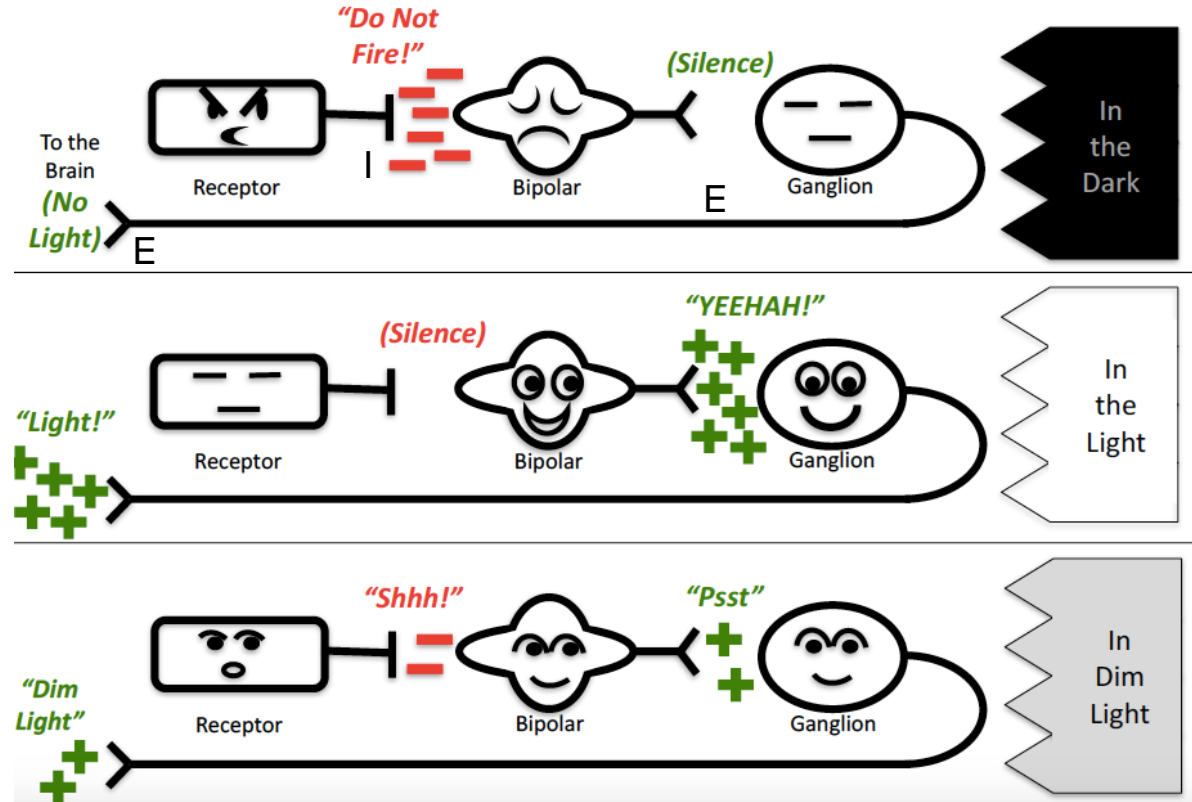 “Do Not
Fire!”
(Silence)
To the
Brain
(No
Light)
Receptor
I
Bipolar
E
Ganglion
E
In
the
Dark
“YEEHAH!”
(Silence)
“Light!”
Receptor
Bipolar
Ganglion
In
the
Light
“Shhh!”
“Psst”
“Dim
Light”
Receptor
Bipolar
Ganglion
In
Dim
Light